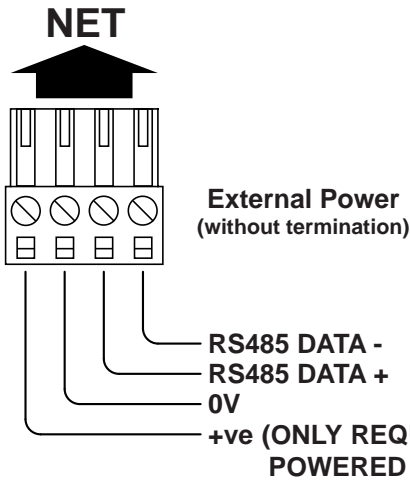 NET
External Power
(without termination)
RS485 DATA -
RS485 DATA +
0V
+ve (ONLY REQ
POWERED